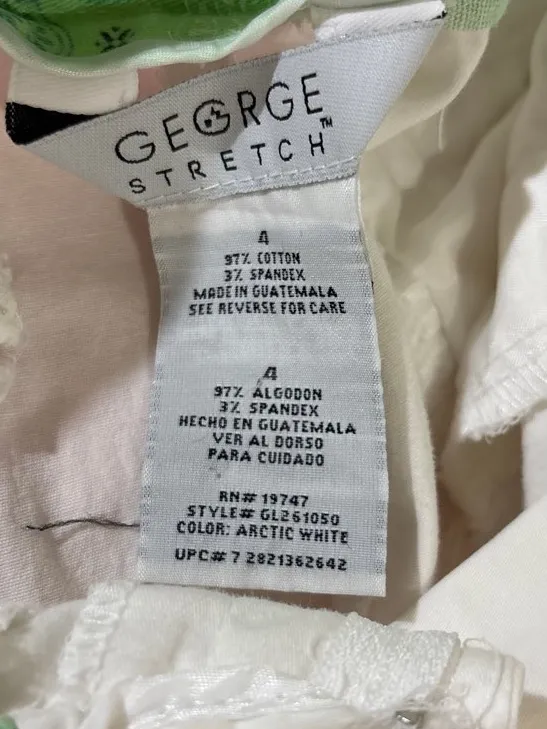 GEORGE
STRETCH™
4
97% COTTON
3% SPANDEX
MADE IN GUATEMALA
SEE REVERSE FOR CARE
4
97% ALGODON
3% SPANDEX
HECHO EN GUATEMALA
VER AL DORSO
PARA CUIDADO
RN# 19747
STYLE# GL261050
COLOR: ARCTIC WHITE
UPC# 7 2821362642